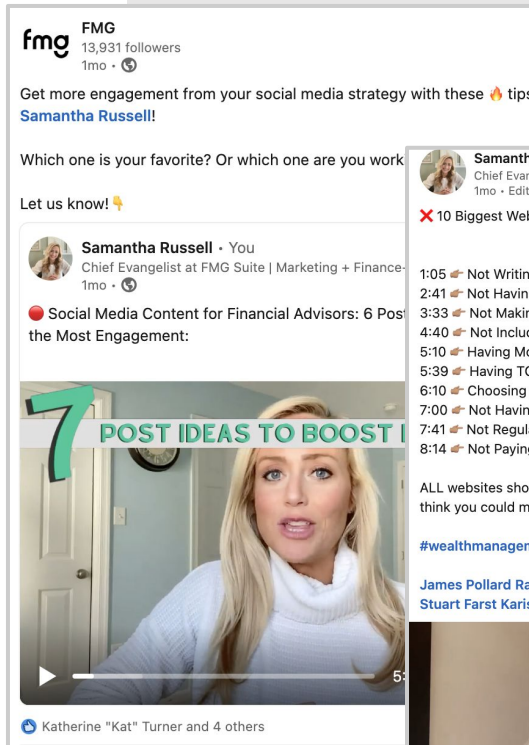 fmg
FMG
13,931 followers
1mo •
Get more engagement from your social media strategy with these 🔥 tips
Samantha Russell!
Which one is your favorite? Or which one are you work
Let us know! 👇
Samantha Russell • You
Chief Evangelist at FMG Suite | Marketing + Finance-
1mo •
🔴 Social Media Content for Financial Advisors: 6 Post
the Most Engagement:
7 POST IDEAS TO BOOST
5:
Katherine "Kat" Turner and 4 others
Samanth
Chief Evan
1mo • Edit
❌ 10 Biggest Web
1:05 👉🏽 Not Writin
2:41 👉🏽 Not Havin
3:33 👉🏽 Not Makin
4:40 👉🏽 Not Includ
5:10 👉🏽 Having Mo
5:39 👉🏽 Having TO
6:10 👉🏽 Choosing
7:00 👉🏽 Not Havin
7:41 👉🏽 Not Regul
8:14 👉🏽 Not Paying
ALL websites sho
think you could m
#wealthmanagem
James Pollard Ra
Stuart Farst Karis